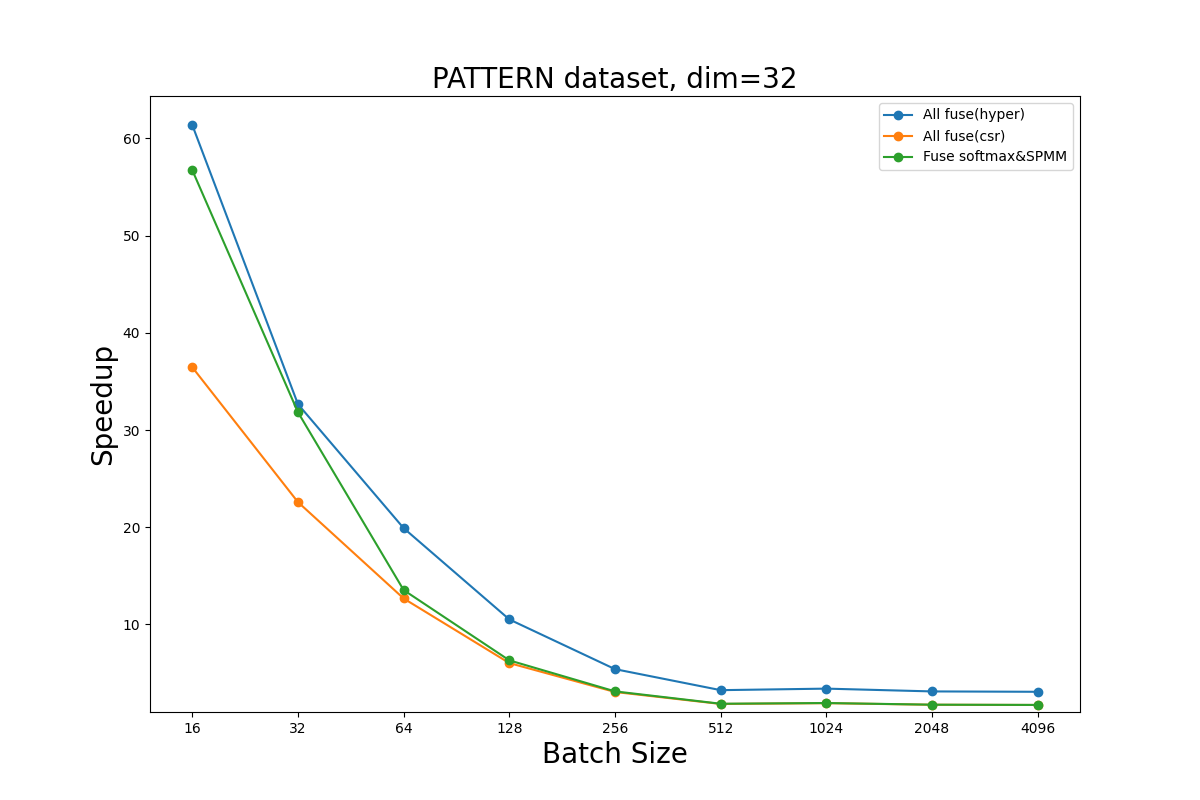 PATTERN dataset, dim=32
All fuse(hyper)
All fuse(csr)
Fuse softmax&SPMM
60
50
40
30
20
10
Speedup
16 32 64 128 256 512 1024 2048 4096
Batch Size